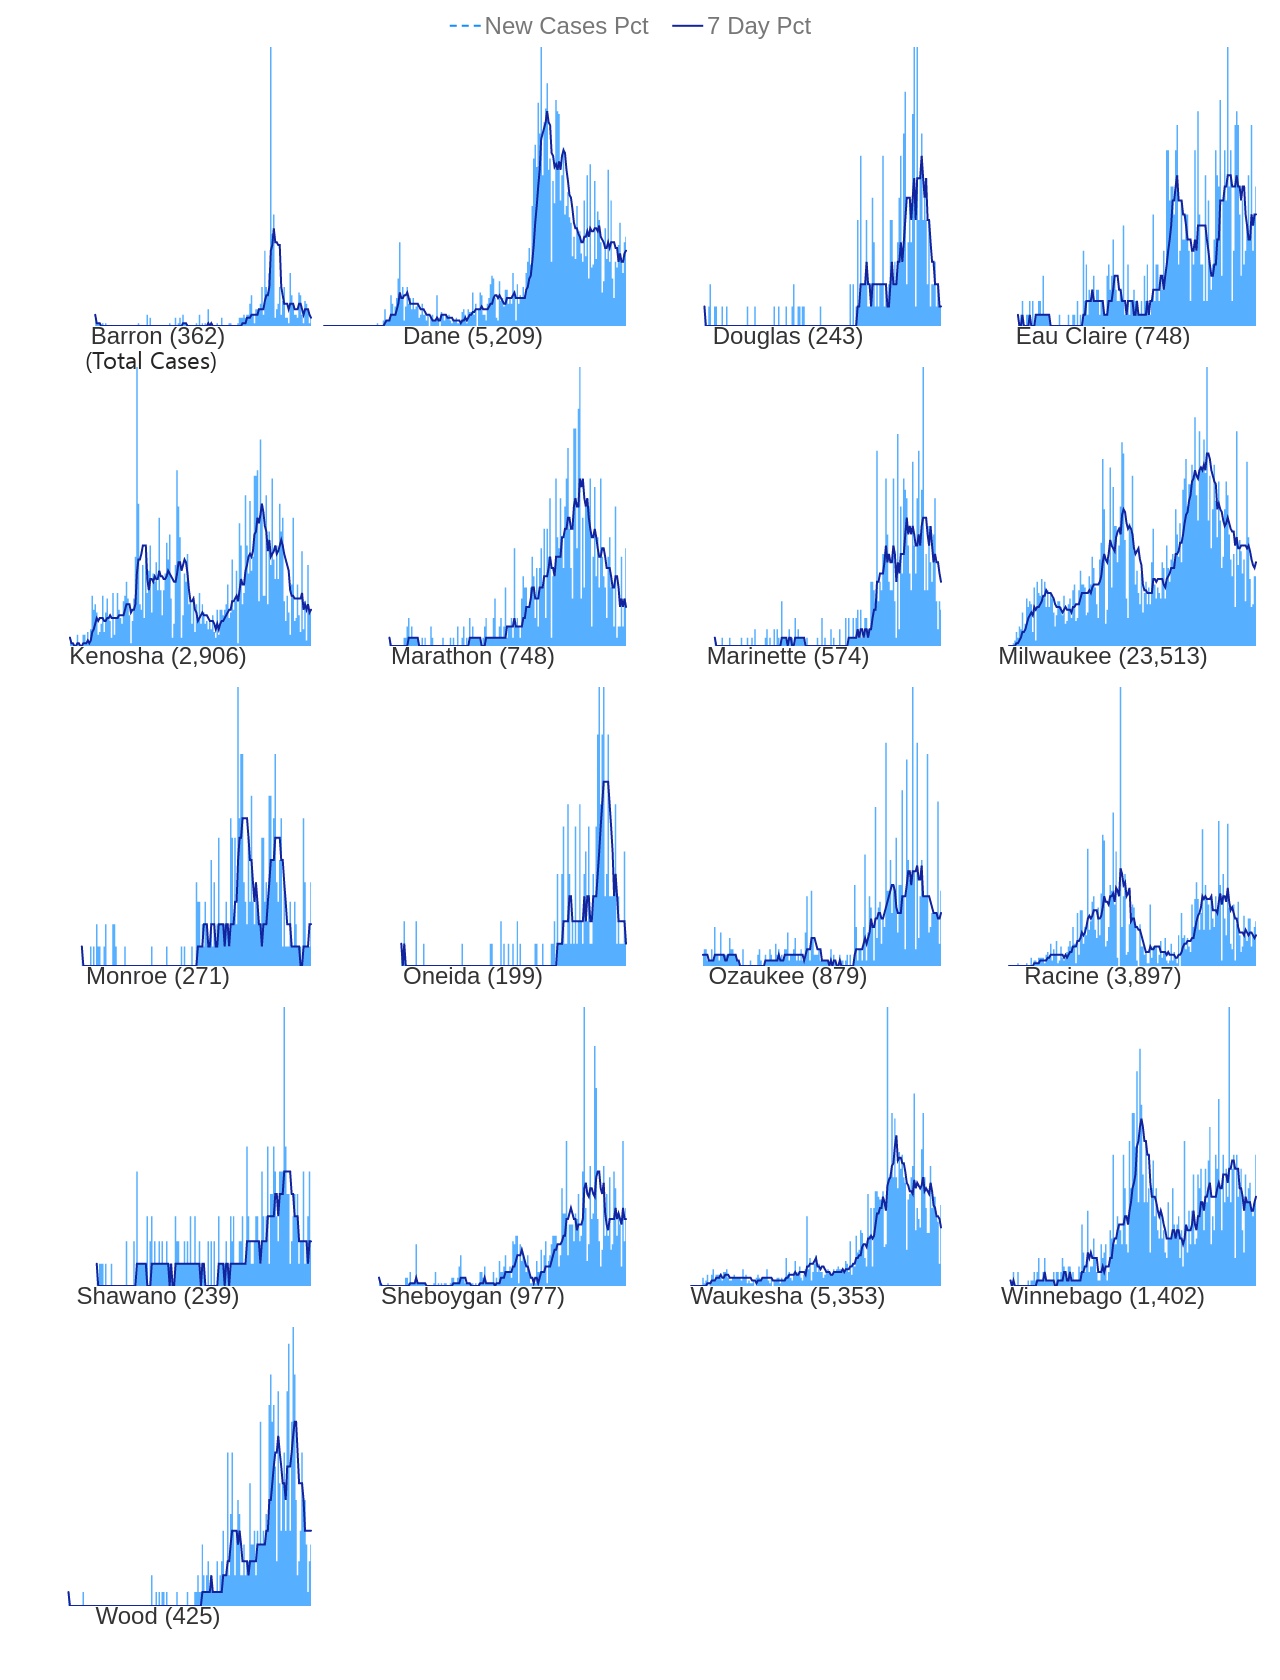 New Cases Pct 7 Day Pct
Barron (362) Dane (5,209) Douglas (243) Eau Claire (748)
(Total Cases)
Kenosha (2,906) Marathon (748) Marinette (574) Milwaukee (23,513)
Monroe (271) Oneida (199) Ozaukee (879) Racine (3,897)
Shawano (239) Sheboygan (977) Waukesha (5,353) Winnebago (1,402)
Wood (425)